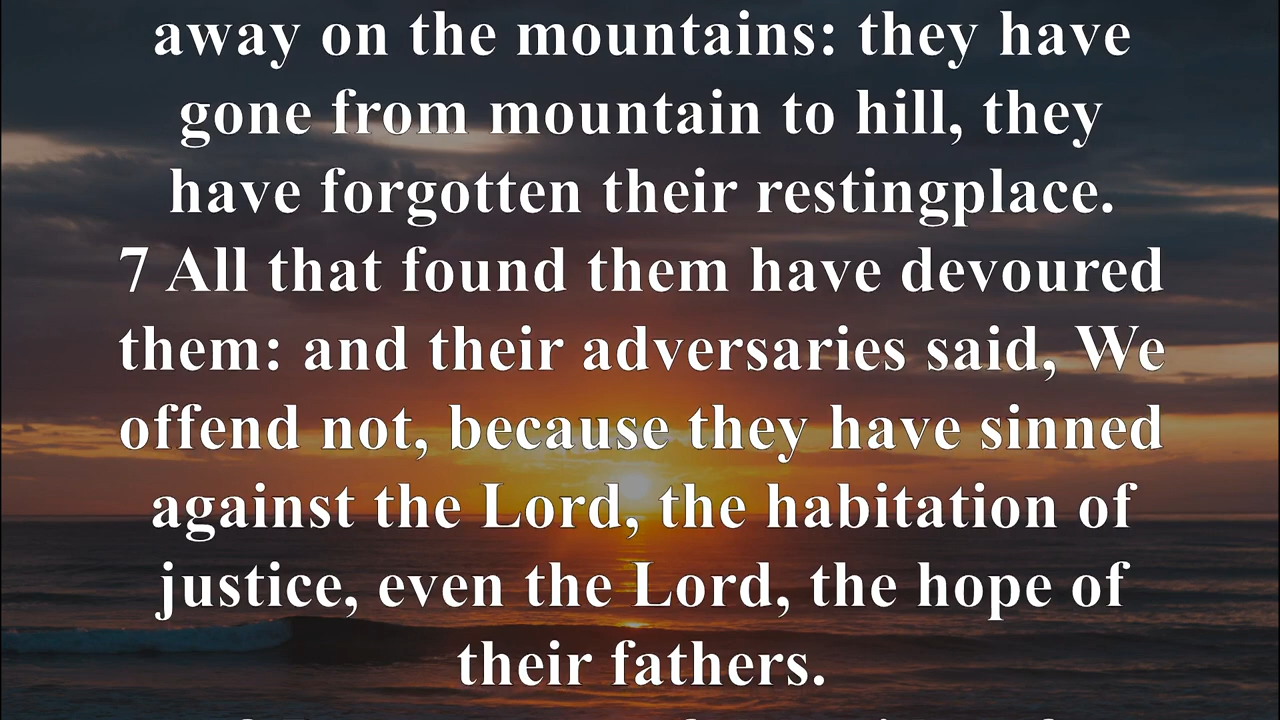 away on the mountains: they have
gone from mountain to hill, they
have forgotten their restingplace.
7 All that found them have devoured
them: and their adversaries said, We
offend not, because they have sinned
against the Lord, the habitation of
justice, even the Lord, the hope of
their fathers.